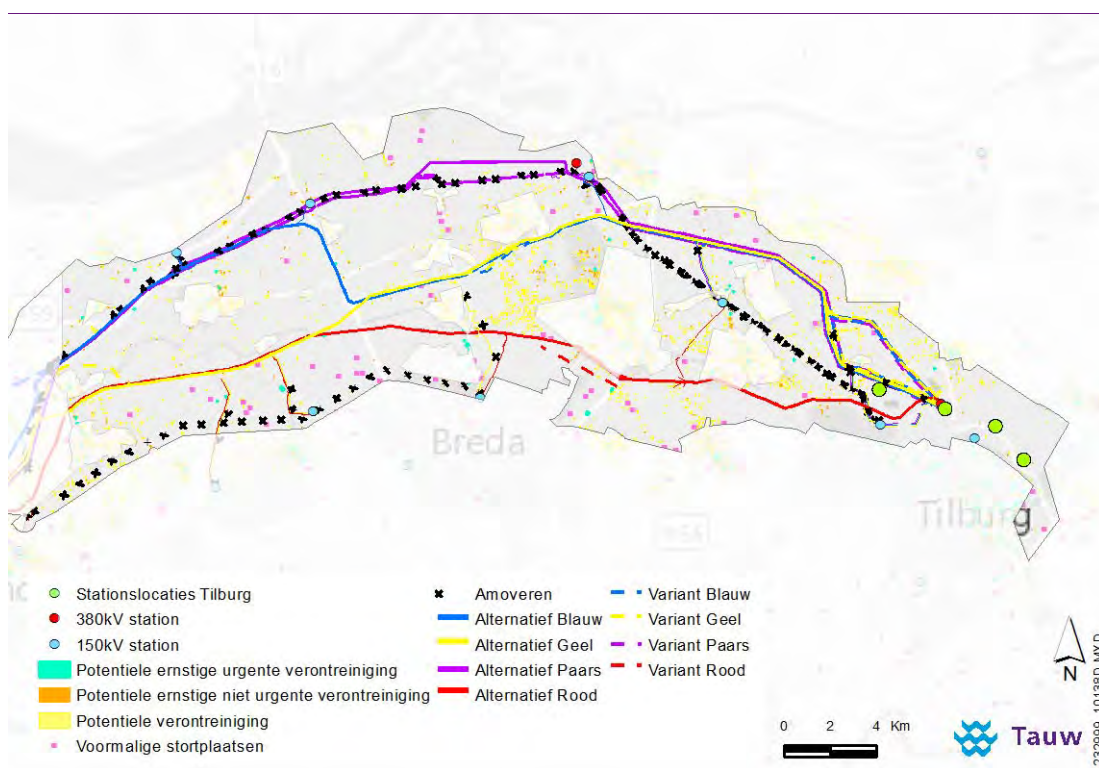 Breda
Tilburg
Stationslocaties Tilburg
380kV station
150kV station
Potentiele ernstige urgente verontreiniging
Potentiele ernstige niet urgente verontreiniging
Potentiele verontreiniging
Voormalige stortplaatsen
Amoveren
Alternatief Blauw
Alternatief Geel
Alternatief Paars
Alternatief Rood
Variant Blauw
Variant Geel
Variant Paars
Variant Rood
0 2 4 Km
N
Tauw